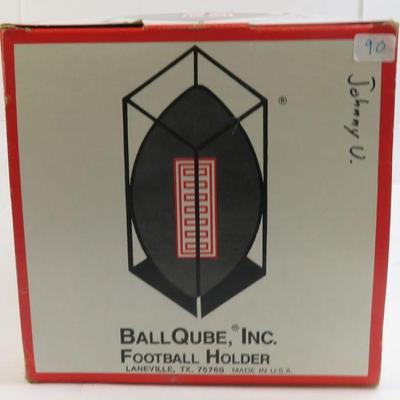 90
Johnny U.
®
BALLQUBE,® INC.
FOOTBALL HOLDER
LANEVILLE, TX. 75760 MADE IN U.S.A.